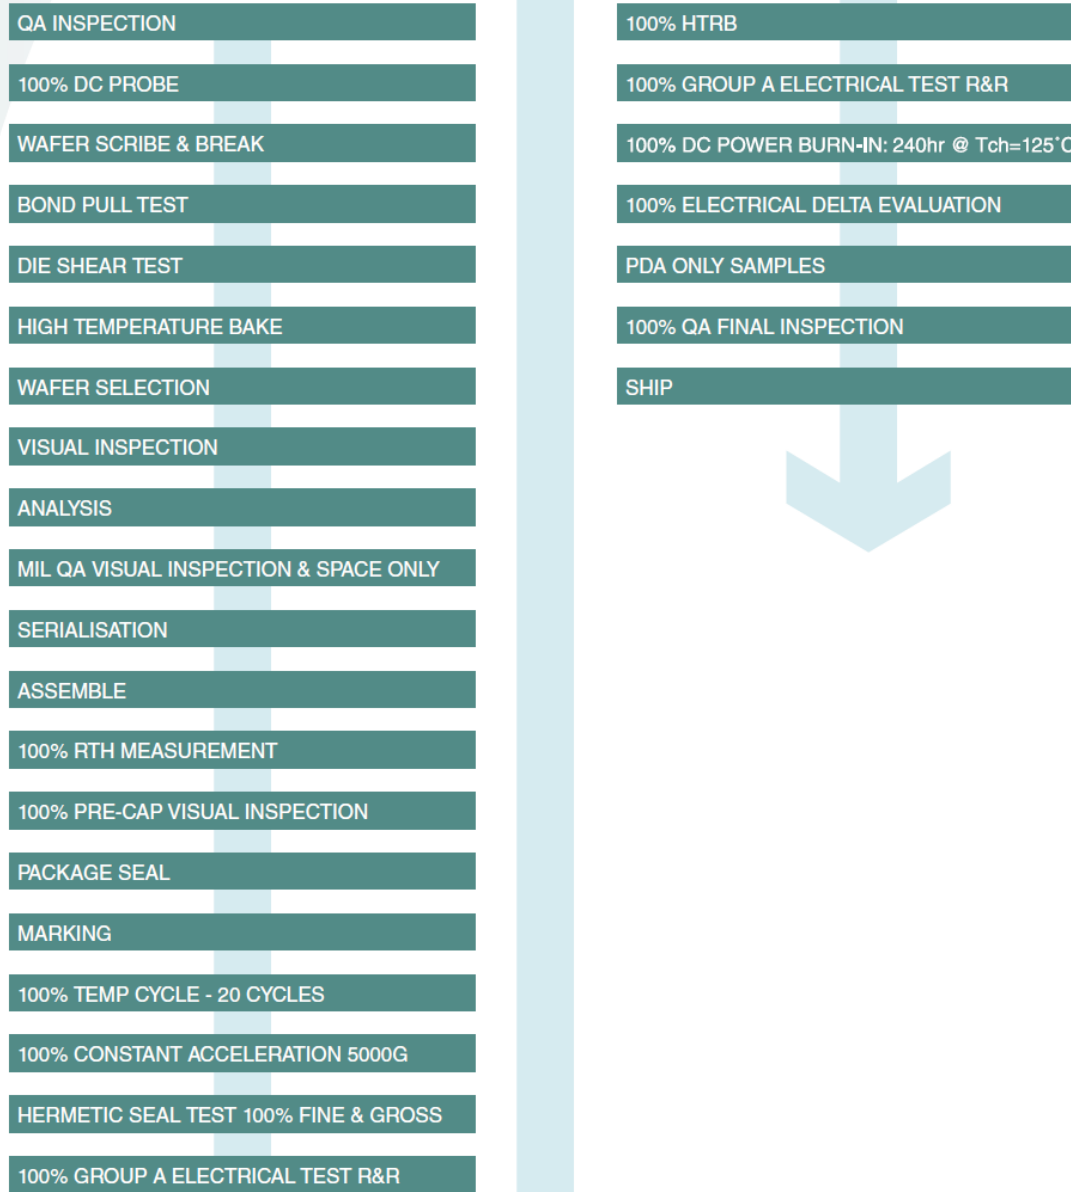 QA INSPECTION
100% DC PROBE
WAFER SCRIBE & BREAK
BOND PULL TEST
DIE SHEAR TEST
HIGH TEMPERATURE BAKE
WAFER SELECTION
VISUAL INSPECTION
ANALYSIS
MIL QA VISUAL INSPECTION & SPACE ONLY
SERIALISATION
ASSEMBLE
100% RTH MEASUREMENT
100% PRE-CAP VISUAL INSPECTION
PACKAGE SEAL
MARKING
100% TEMP CYCLE - 20 CYCLES
100% CONSTANT ACCELERATION 5000G
HERMETIC SEAL TEST 100% FINE & GROSS
100% GROUP A ELECTRICAL TEST R&R
100% HTRB
100% GROUP A ELECTRICAL TEST R&R
100% DC POWER BURN-IN: 240hr @ Tch=125°C
100% ELECTRICAL DELTA EVALUATION
PDA ONLY SAMPLES
100% QA FINAL INSPECTION
SHIP